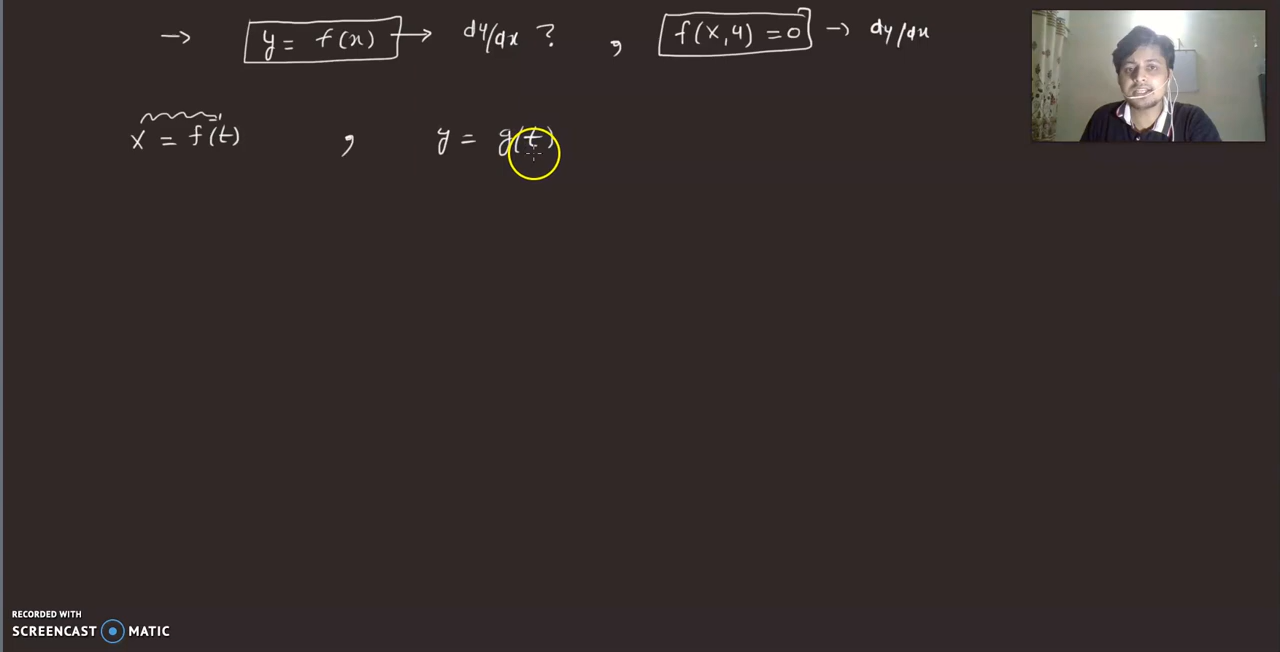 → y = f(x) → dy/dx ? , f(x,y) = 0 → dy/dx
x = f(t) , y = g(t)
RECORDED WITH
SCREENCAST MATIC